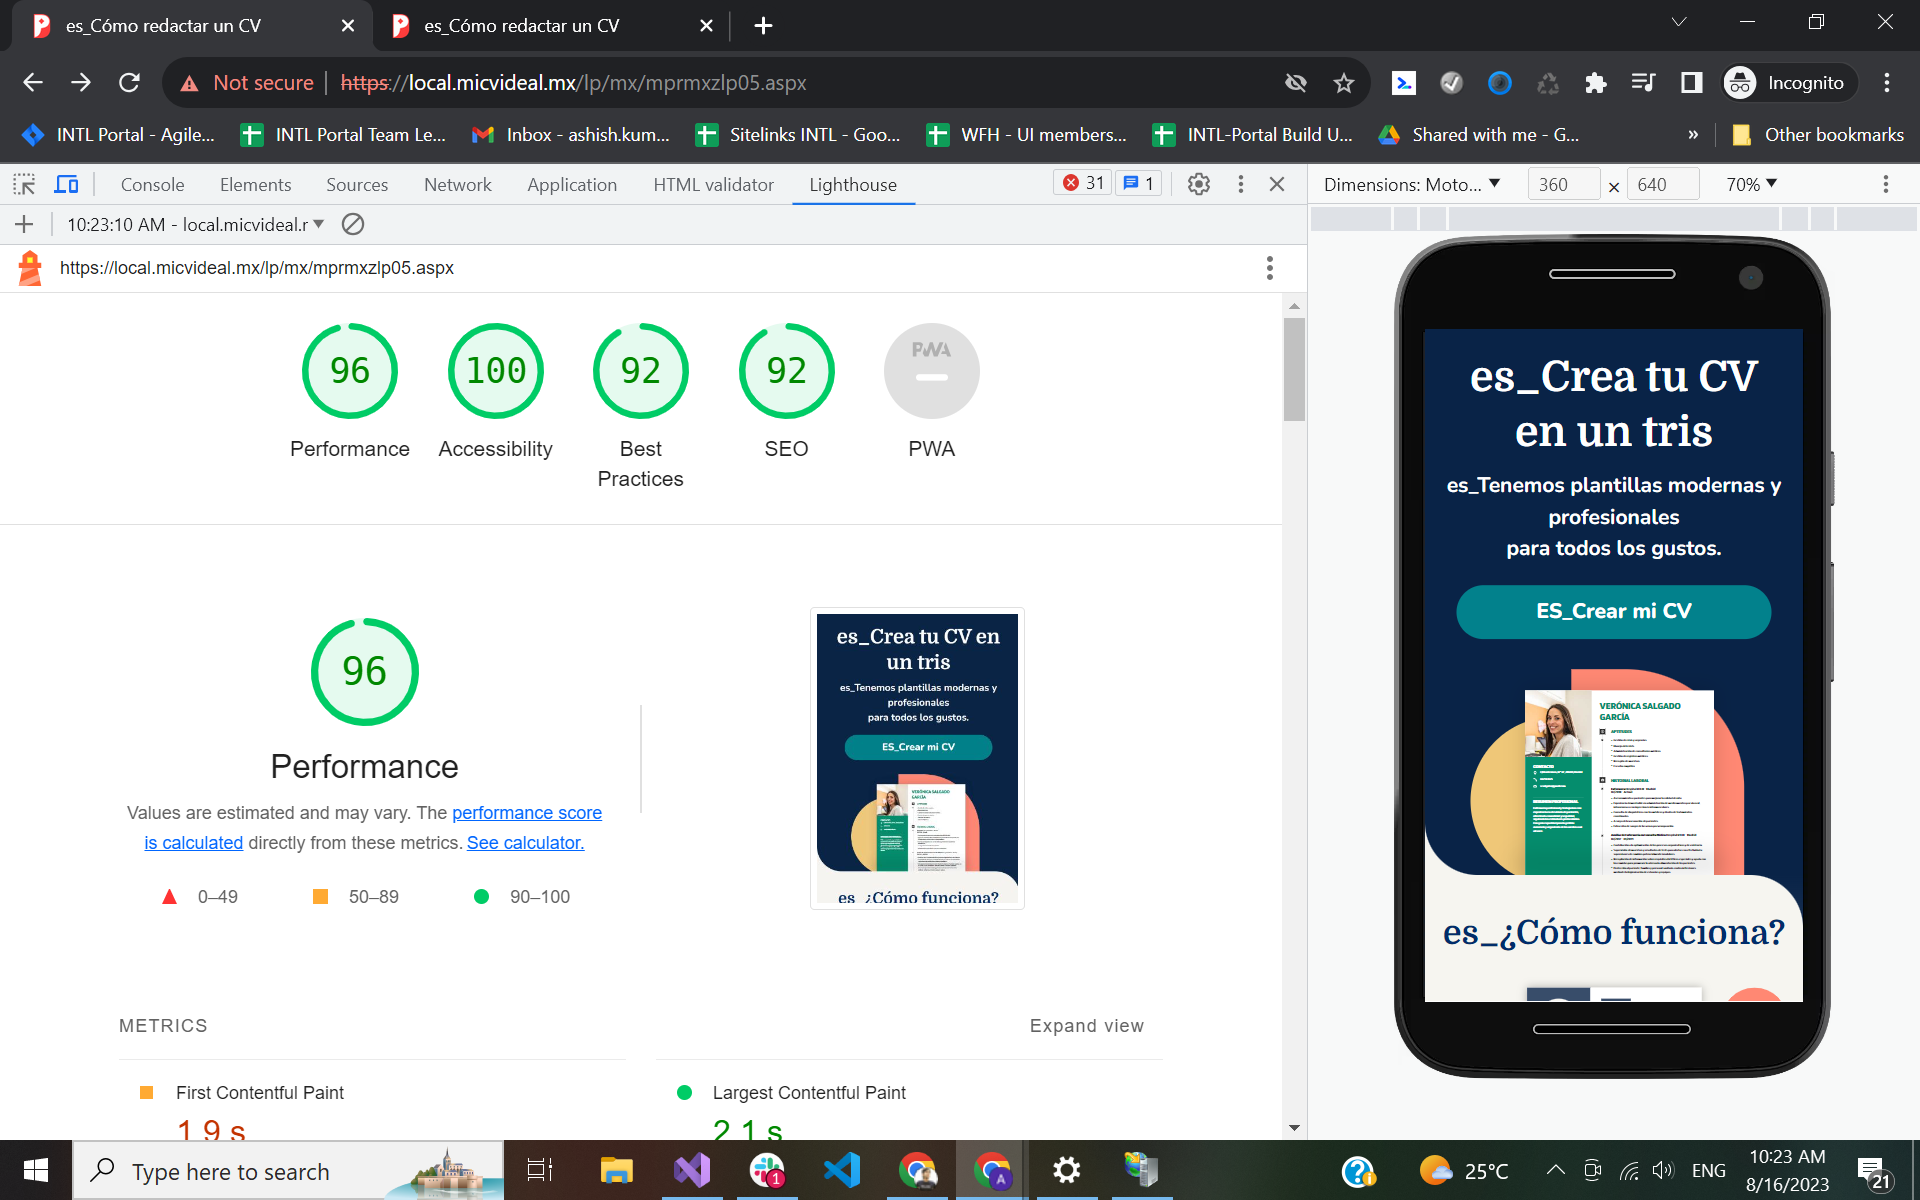 es_Cómo redactar un CV
es_Cómo redactar un CV
Not secure
https://local.micvideal.mx/lp/mx/mprmxzlp05.aspx
Incognito
INTL Portal - Agile...
INTL Portal Team Le...
Inbox - ashish.kum...
Sitelinks INTL - Goo...
WFH - UI members...
INTL-Portal Build U...
Shared with me - G...
»
Other bookmarks
Console
Elements
Sources
Network
Application
HTML validator
Lighthouse
31
1
Dimensions: Moto...
360
×
640
70%
10:23:10 AM - local.micvideal.r
https://local.micvideal.mx/lp/mx/mprmxzlp05.aspx
96
100
92
92
PWA
Performance
Accessibility
Best
Practices
SEO
PWA
96
Performance
Values are estimated and may vary. The performance score
is calculated directly from these metrics. See calculator.
0–49
50–89
90–100
es_Crea tu CV en
un tris
es_Tenemos plantillas modernas y
profesionales
para todos los gustos.
ES_Crear mi CV
VERÓNICA SALGADO
GARCÍA
es_¿Cómo funciona?
METRICS
Expand view
First Contentful Paint
1.9 s
Largest Contentful Paint
2.1 s
es_Crea tu CV
en un tris
es_Tenemos plantillas modernas y
profesionales
para todos los gustos.
ES_Crear mi CV
VERÓNICA SALGADO
GARCÍA
APTITUDES
HISTORIAL LABORAL
CONTACTO
es_¿Cómo funciona?
Type here to search
1
A
25°C
ENG
10:23 AM
8/16/2023
21